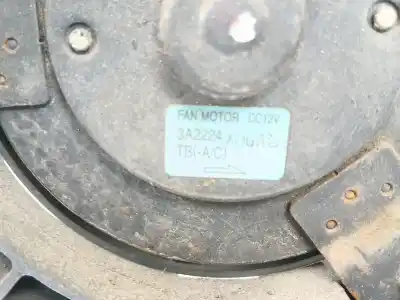 FAN MOTOR DC12V
3A2224
TB(-A/C)